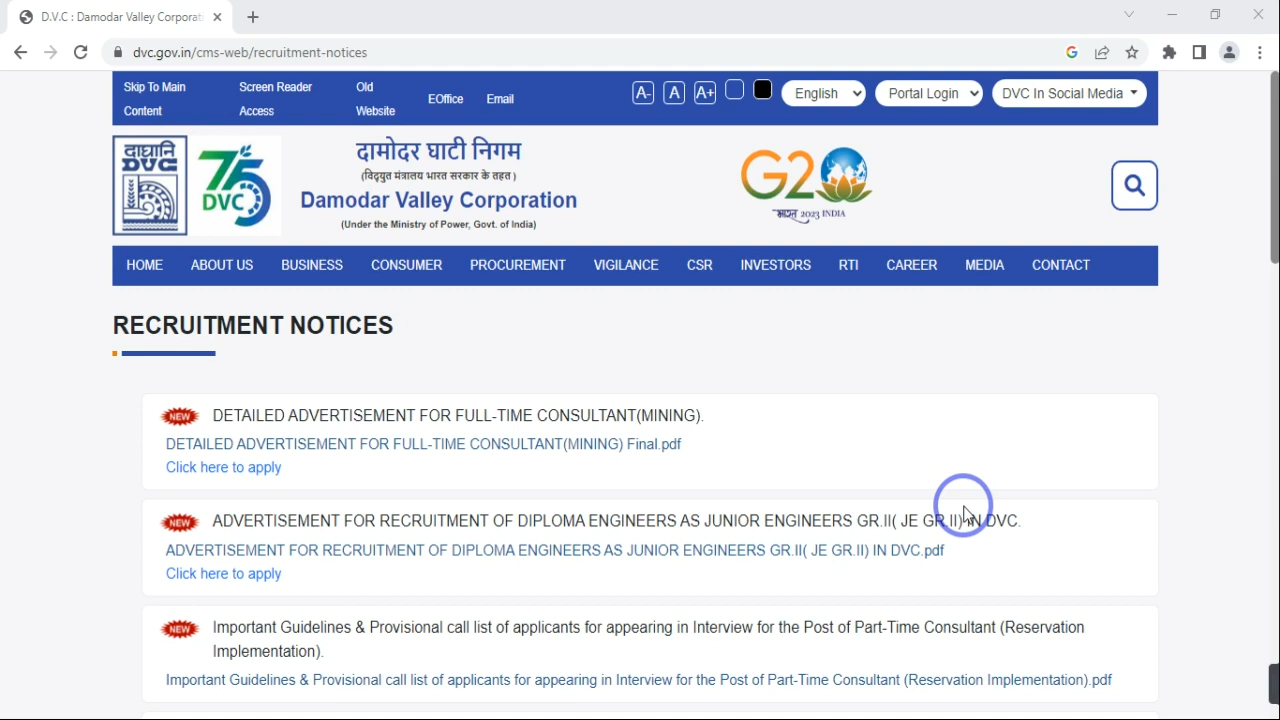 D.V.C : Damodar Valley Corporati
dvc.gov.in/cms-web/recruitment-notices
Skip To Main Content
Screen Reader Access
Old Website
EOffice
Email
A-
A
A+
English
Portal Login
DVC In Social Media
दाघानि
DVC
75
DVC
दामोदर घाटी निगम
(विद्युत मंत्रालय भारत सरकार के तहत )
Damodar Valley Corporation
(Under the Ministry of Power, Govt. of India)
G20
भारत 2023 INDIA
HOME
ABOUT US
BUSINESS
CONSUMER
PROCUREMENT
VIGILANCE
CSR
INVESTORS
RTI
CAREER
MEDIA
CONTACT
RECRUITMENT NOTICES
NEW DETAILED ADVERTISEMENT FOR FULL-TIME CONSULTANT(MINING).
DETAILED ADVERTISEMENT FOR FULL-TIME CONSULTANT(MINING) Final.pdf
Click here to apply
NEW ADVERTISEMENT FOR RECRUITMENT OF DIPLOMA ENGINEERS AS JUNIOR ENGINEERS GR.II( JE GR.II) IN DVC.
ADVERTISEMENT FOR RECRUITMENT OF DIPLOMA ENGINEERS AS JUNIOR ENGINEERS GR.II( JE GR.II) IN DVC.pdf
Click here to apply
NEW Important Guidelines & Provisional call list of applicants for appearing in Interview for the Post of Part-Time Consultant (Reservation
Implementation).
Important Guidelines & Provisional call list of applicants for appearing in Interview for the Post of Part-Time Consultant (Reservation Implementation).pdf